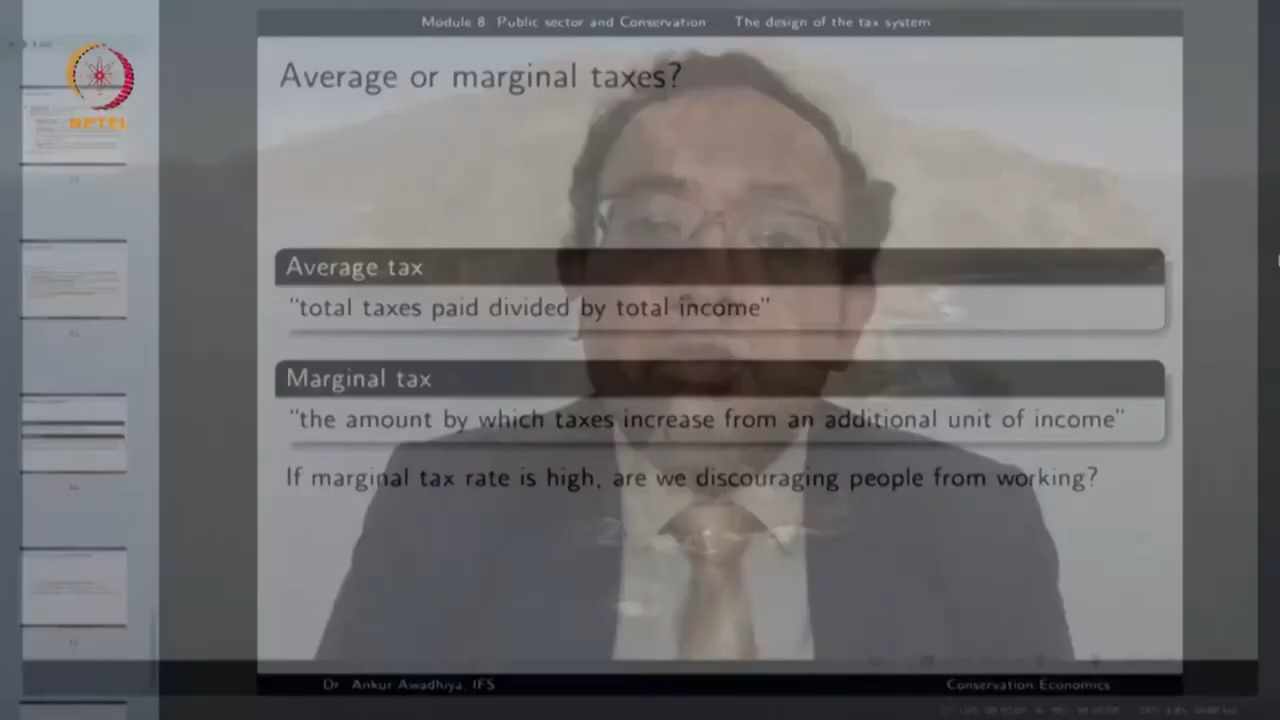 Module 8: Public sector and Conservation The design of the tax system
NPTEL
Average or marginal taxes?
Average tax
"total taxes paid divided by total income"
Marginal tax
"the amount by which taxes increase from an additional unit of income"
If marginal tax rate is high, are we discouraging people from working?
Dr. Ankur Awadhiya, IFS
Conservation Economics